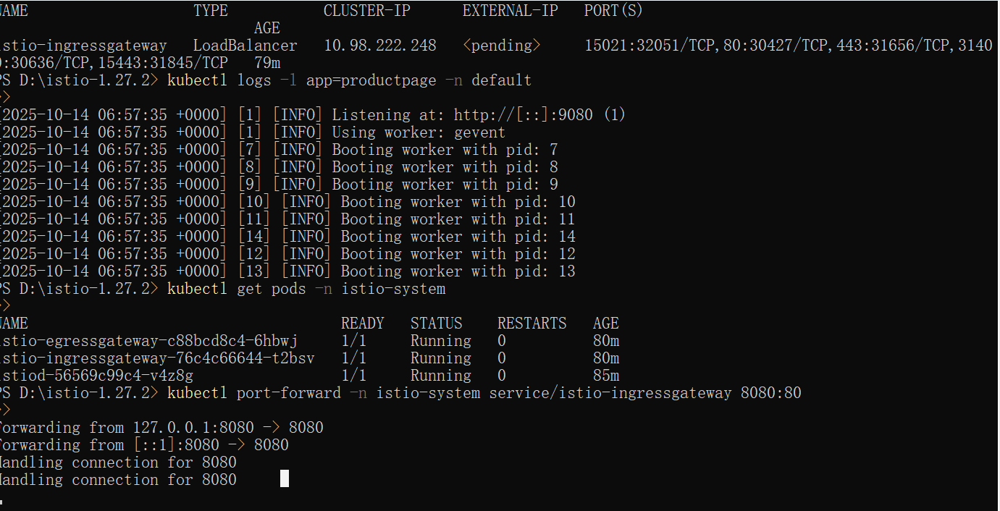 NAME TYPE CLUSTER-IP EXTERNAL-IP PORT(S)
AGE
istio-ingressgateway LoadBalancer 10.98.222.248 <pending> 15021:32051/TCP,80:30427/TCP,443:31656/TCP,3140
0:30636/TCP,15443:31845/TCP 79m
PS D:\istio-1.27.2> kubectl logs -l app=productpage -n default
>>
[2025-10-14 06:57:35 +0000] [1] [INFO] Listening at: http://[::]:9080 (1)
[2025-10-14 06:57:35 +0000] [1] [INFO] Using worker: gevent
[2025-10-14 06:57:35 +0000] [7] [INFO] Booting worker with pid: 7
[2025-10-14 06:57:35 +0000] [8] [INFO] Booting worker with pid: 8
[2025-10-14 06:57:35 +0000] [9] [INFO] Booting worker with pid: 9
[2025-10-14 06:57:35 +0000] [10] [INFO] Booting worker with pid: 10
[2025-10-14 06:57:35 +0000] [11] [INFO] Booting worker with pid: 11
[2025-10-14 06:57:35 +0000] [14] [INFO] Booting worker with pid: 14
[2025-10-14 06:57:35 +0000] [12] [INFO] Booting worker with pid: 12
[2025-10-14 06:57:35 +0000] [13] [INFO] Booting worker with pid: 13
PS D:\istio-1.27.2> kubectl get pods -n istio-system
>>
NAME READY STATUS RESTARTS AGE
istio-egressgateway-c88bcd8c4-6hbwj 1/1 Running 0 80m
istio-ingressgateway-76c4c66644-t2bsv 1/1 Running 0 80m
istiod-56569c99c4-v4z8g 1/1 Running 0 85m
PS D:\istio-1.27.2> kubectl port-forward -n istio-system service/istio-ingressgateway 8080:80
>>
Forwarding from 127.0.0.1:8080 -> 8080
Forwarding from [::1]:8080 -> 8080
Handling connection for 8080
Handling connection for 8080